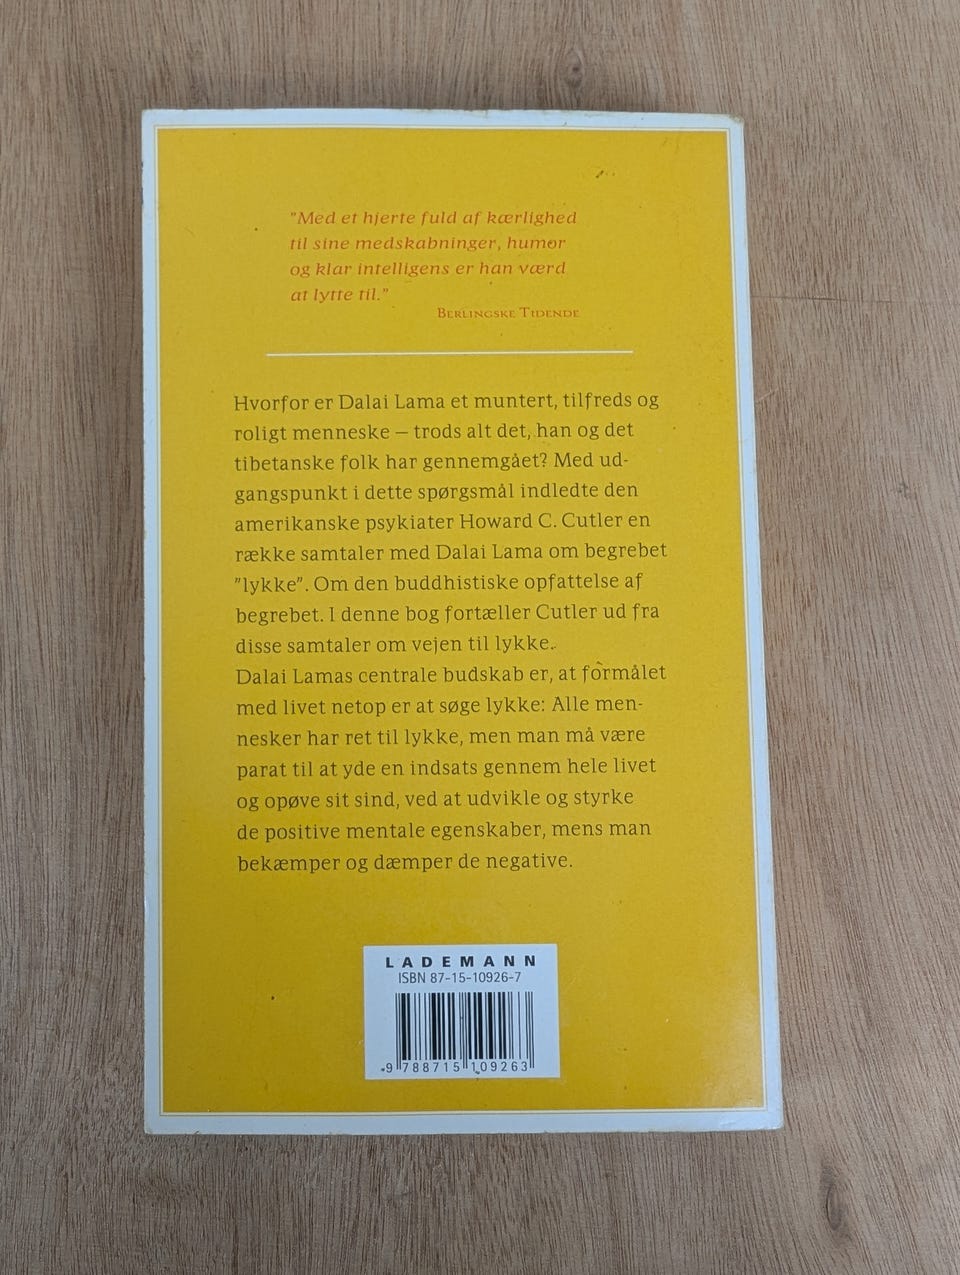 "Med et hjerte fuld af kærlighed
til sine medskabninger, humor
og klar intelligens er han værd
at lytte til."
BERLINGSKE TIDENDE
Hvorfor er Dalai Lama et muntert, tilfreds og
roligt menneske – trods alt det, han og det
tibetanske folk har gennemgået? Med ud-
gangspunkt i dette spørgsmål indledte den
amerikanske psykiater Howard C. Cutler en
række samtaler med Dalai Lama om begrebet
"lykke". Om den buddhistiske opfattelse af
begrebet. I denne bog fortæller Cutler ud fra
disse samtaler om vejen til lykke.
Dalai Lamas centrale budskab er, at formålet
med livet netop er at søge lykke: Alle men-
nesker har ret til lykke, men man må være
parat til at yde en indsats gennem hele livet
og opøve sit sind, ved at udvikle og styrke
de positive mentale egenskaber, mens man
bekæmper og dæmper de negative.
LADEMANN
ISBN 87-15-10926-7
9 788715 109263